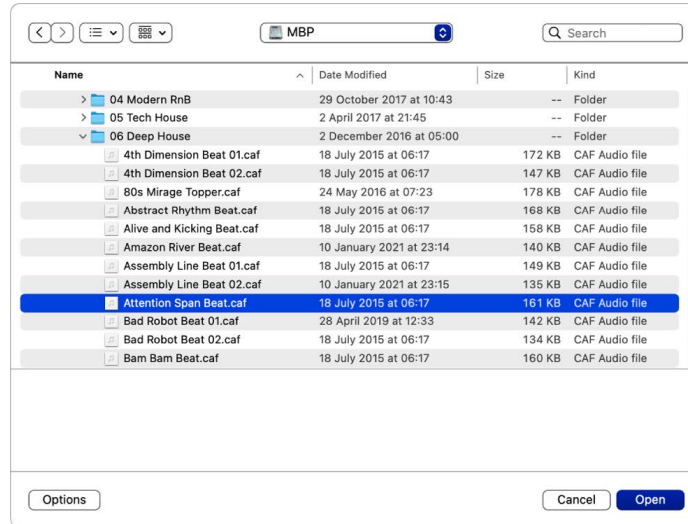 MBP
Search
Name Date Modified Size Kind
04 Modern RnB 29 October 2017 at 10:43 -- Folder
05 Tech House 2 April 2017 at 21:45 -- Folder
06 Deep House 2 December 2016 at 05:00 -- Folder
4th Dimension Beat 01.caf 18 July 2015 at 06:17 172 KB CAF Audio file
4th Dimension Beat 02.caf 18 July 2015 at 06:17 147 KB CAF Audio file
80s Mirage Topper.caf 24 May 2016 at 07:23 178 KB CAF Audio file
Abstract Rhythm Beat.caf 18 July 2015 at 06:17 168 KB CAF Audio file
Alive and Kicking Beat.caf 18 July 2015 at 06:17 158 KB CAF Audio file
Amazon River Beat.caf 10 January 2021 at 23:14 140 KB CAF Audio file
Assembly Line Beat 01.caf 18 July 2015 at 06:17 149 KB CAF Audio file
Assembly Line Beat 02.caf 10 January 2021 at 23:15 135 KB CAF Audio file
Attention Span Beat.caf 18 July 2015 at 06:17 161 KB CAF Audio file
Bad Robot Beat 01.caf 28 April 2019 at 12:33 142 KB CAF Audio file
Bad Robot Beat 02.caf 18 July 2015 at 06:17 134 KB CAF Audio file
Bam Bam Beat.caf 18 July 2015 at 06:17 160 KB CAF Audio file
Options Cancel Open